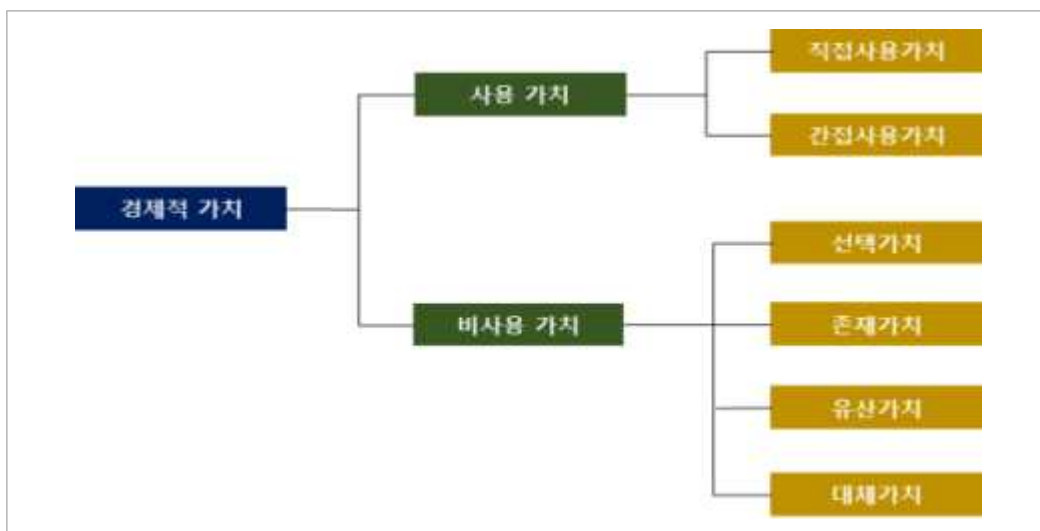 경제적 가치
사용 가치
직접사용가치
간접사용가치
비사용 가치
선택가치
존재가치
유산가치
대체가치